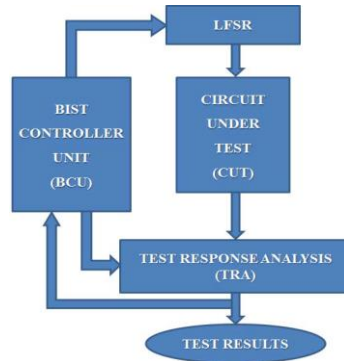 LFSR
BIST
CONTROLLER
UNIT
(BCU)
CIRCUIT
UNDER
TEST
(CUT)
TEST RESPONSE ANALYSIS
(TRA)
TEST RESULTS